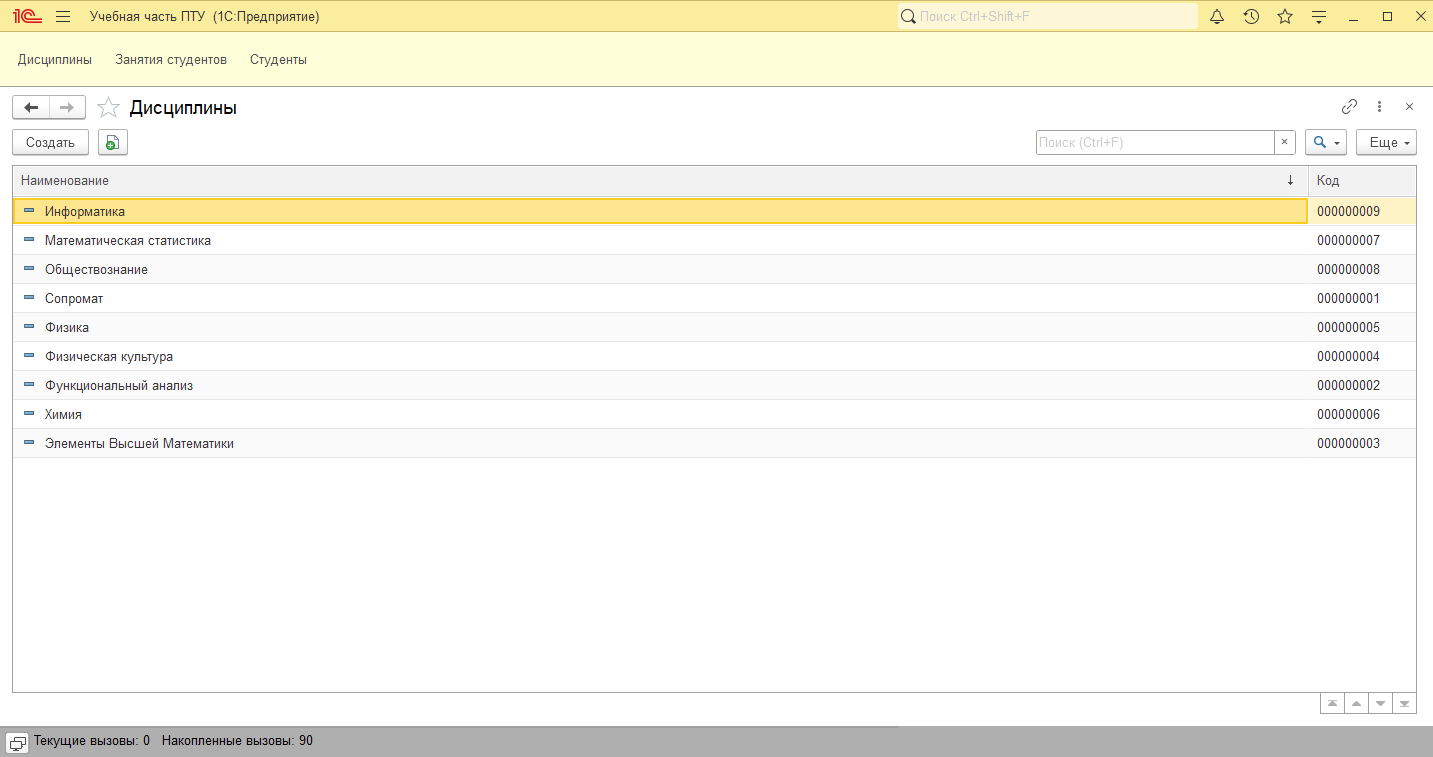 1С Учебная часть ПТУ (1С:Предприятие) Поиск Ctrl+Shift+F
Дисциплины Занятия студентов Студенты
Дисциплины
Создать Поиск (Ctrl+F) × Еще
Наименование ↓ Код
Информатика 000000009
Математическая статистика 000000007
Обществознание 000000008
Сопромат 000000001
Физика 000000005
Физическая культура 000000004
Функциональный анализ 000000002
Химия 000000006
Элементы Высшей Математики 000000003
Текущие вызовы: 0 Накопленные вызовы: 90